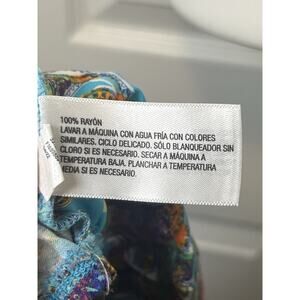 100% RAYÓN
LAVAR A MÁQUINA CON AGUA FRÍA CON COLORES
SIMILARES. CICLO DELICADO. SÓLO BLANQUEADOR SIN
CLORO SI ES NECESARIO. SECAR A MÁQUINA A
TEMPERATURA BAJA. PLANCHAR A TEMPERATURA
MEDIA SI ES NECESARIO.